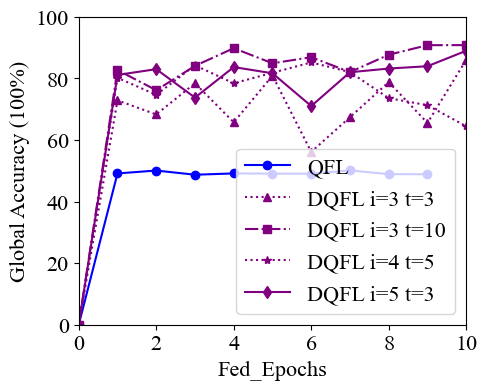 100
80
60
40
20
0
Global Accuracy (100%)
QFL
DQFL i=3 t=3
DQFL i=3 t=10
DQFL i=4 t=5
DQFL i=5 t=3
0 2 4 6 8 10
Fed_Epochs